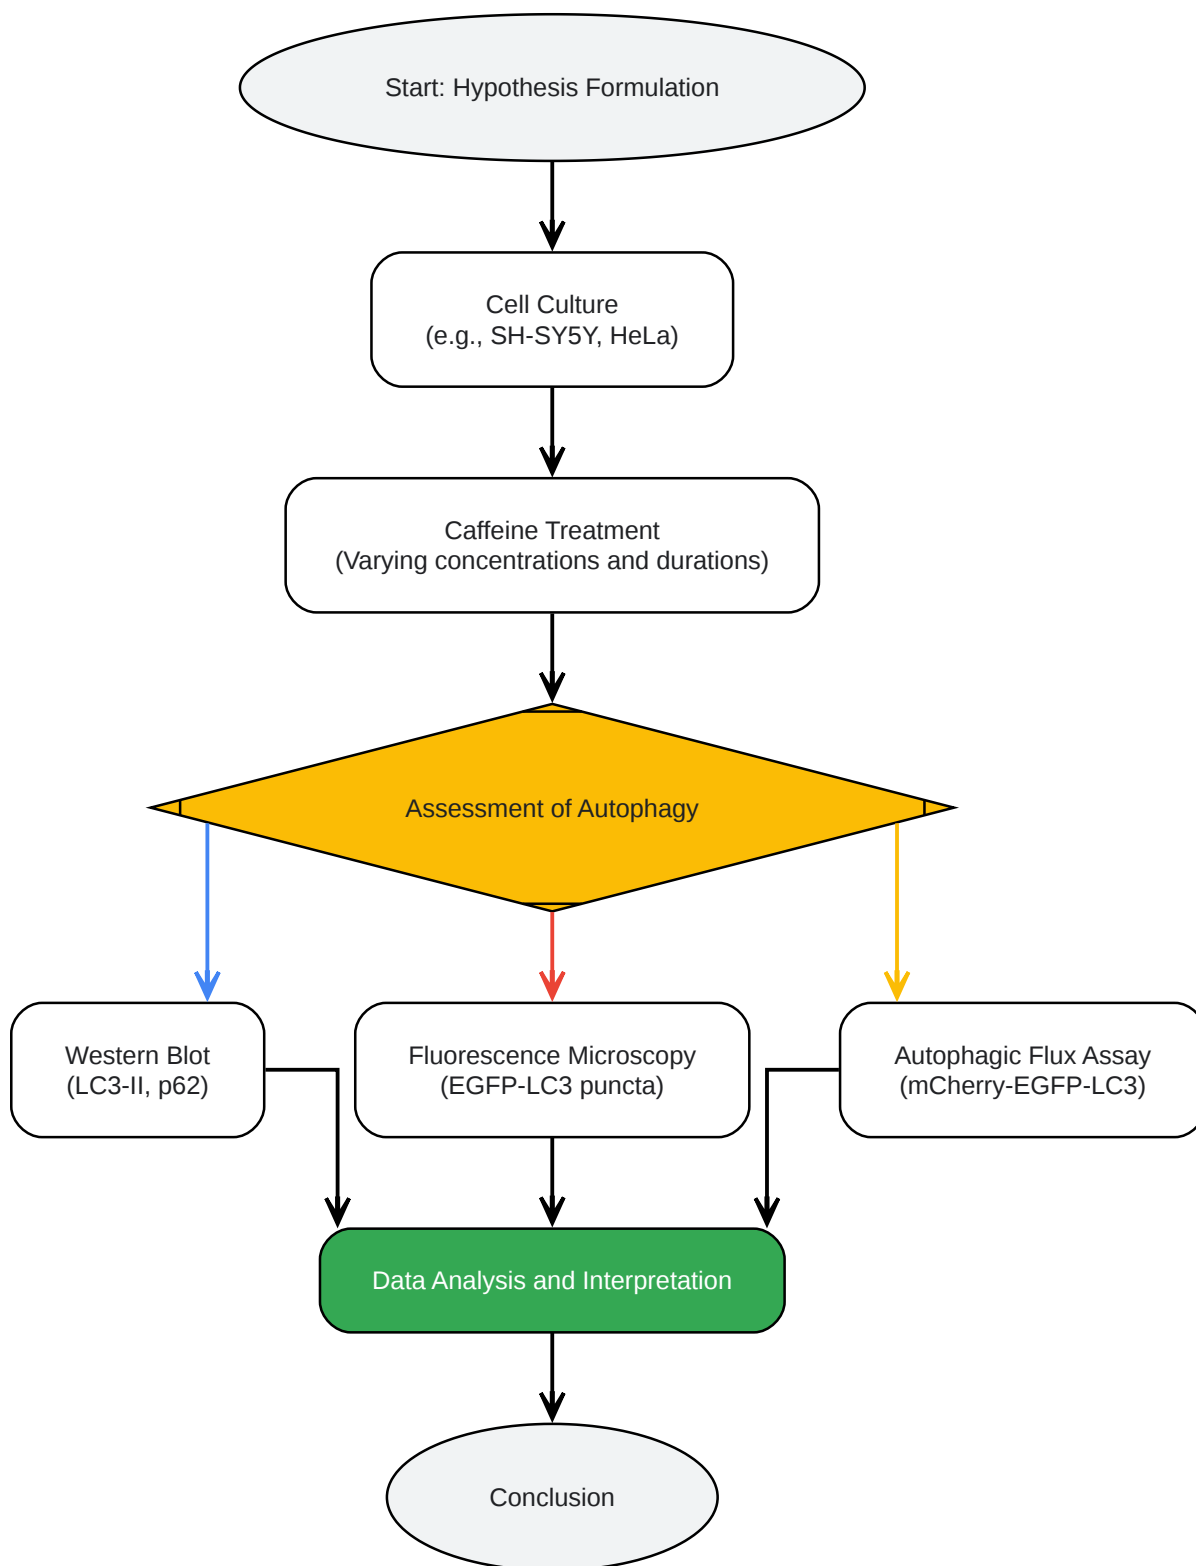 Start: Hypothesis Formulation
Cell Culture
(e.g., SH-SY5Y, HeLa)
Caffeine Treatment
(Varying concentrations and durations)
Assessment of Autophagy
Western Blot
(LC3-II, p62)
Fluorescence Microscopy
(EGFP-LC3 puncta)
Autophagic Flux Assay
(mCherry-EGFP-LC3)
Data Analysis and Interpretation
Conclusion